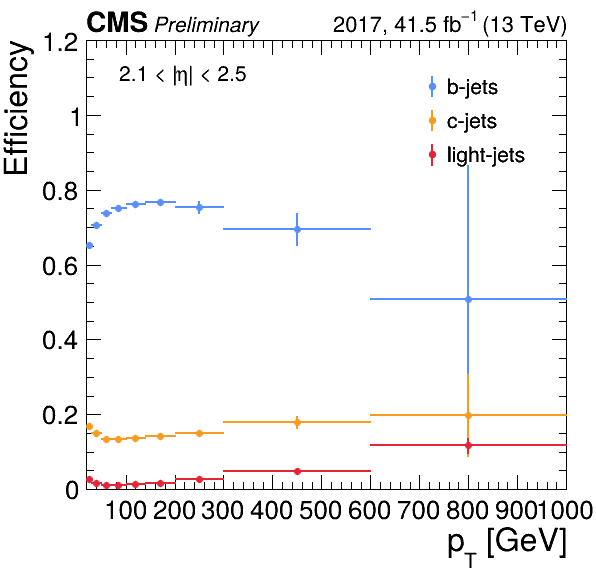 CMS Preliminary 2017, 41.5 fb⁻¹ (13 TeV)
2.1 < |η| < 2.5
b-jets
c-jets
light-jets
Efficiency
1.2
1
0.8
0.6
0.4
0.2
0
100 200 300 400 500 600 700 800 900 1000
p_T [GeV]